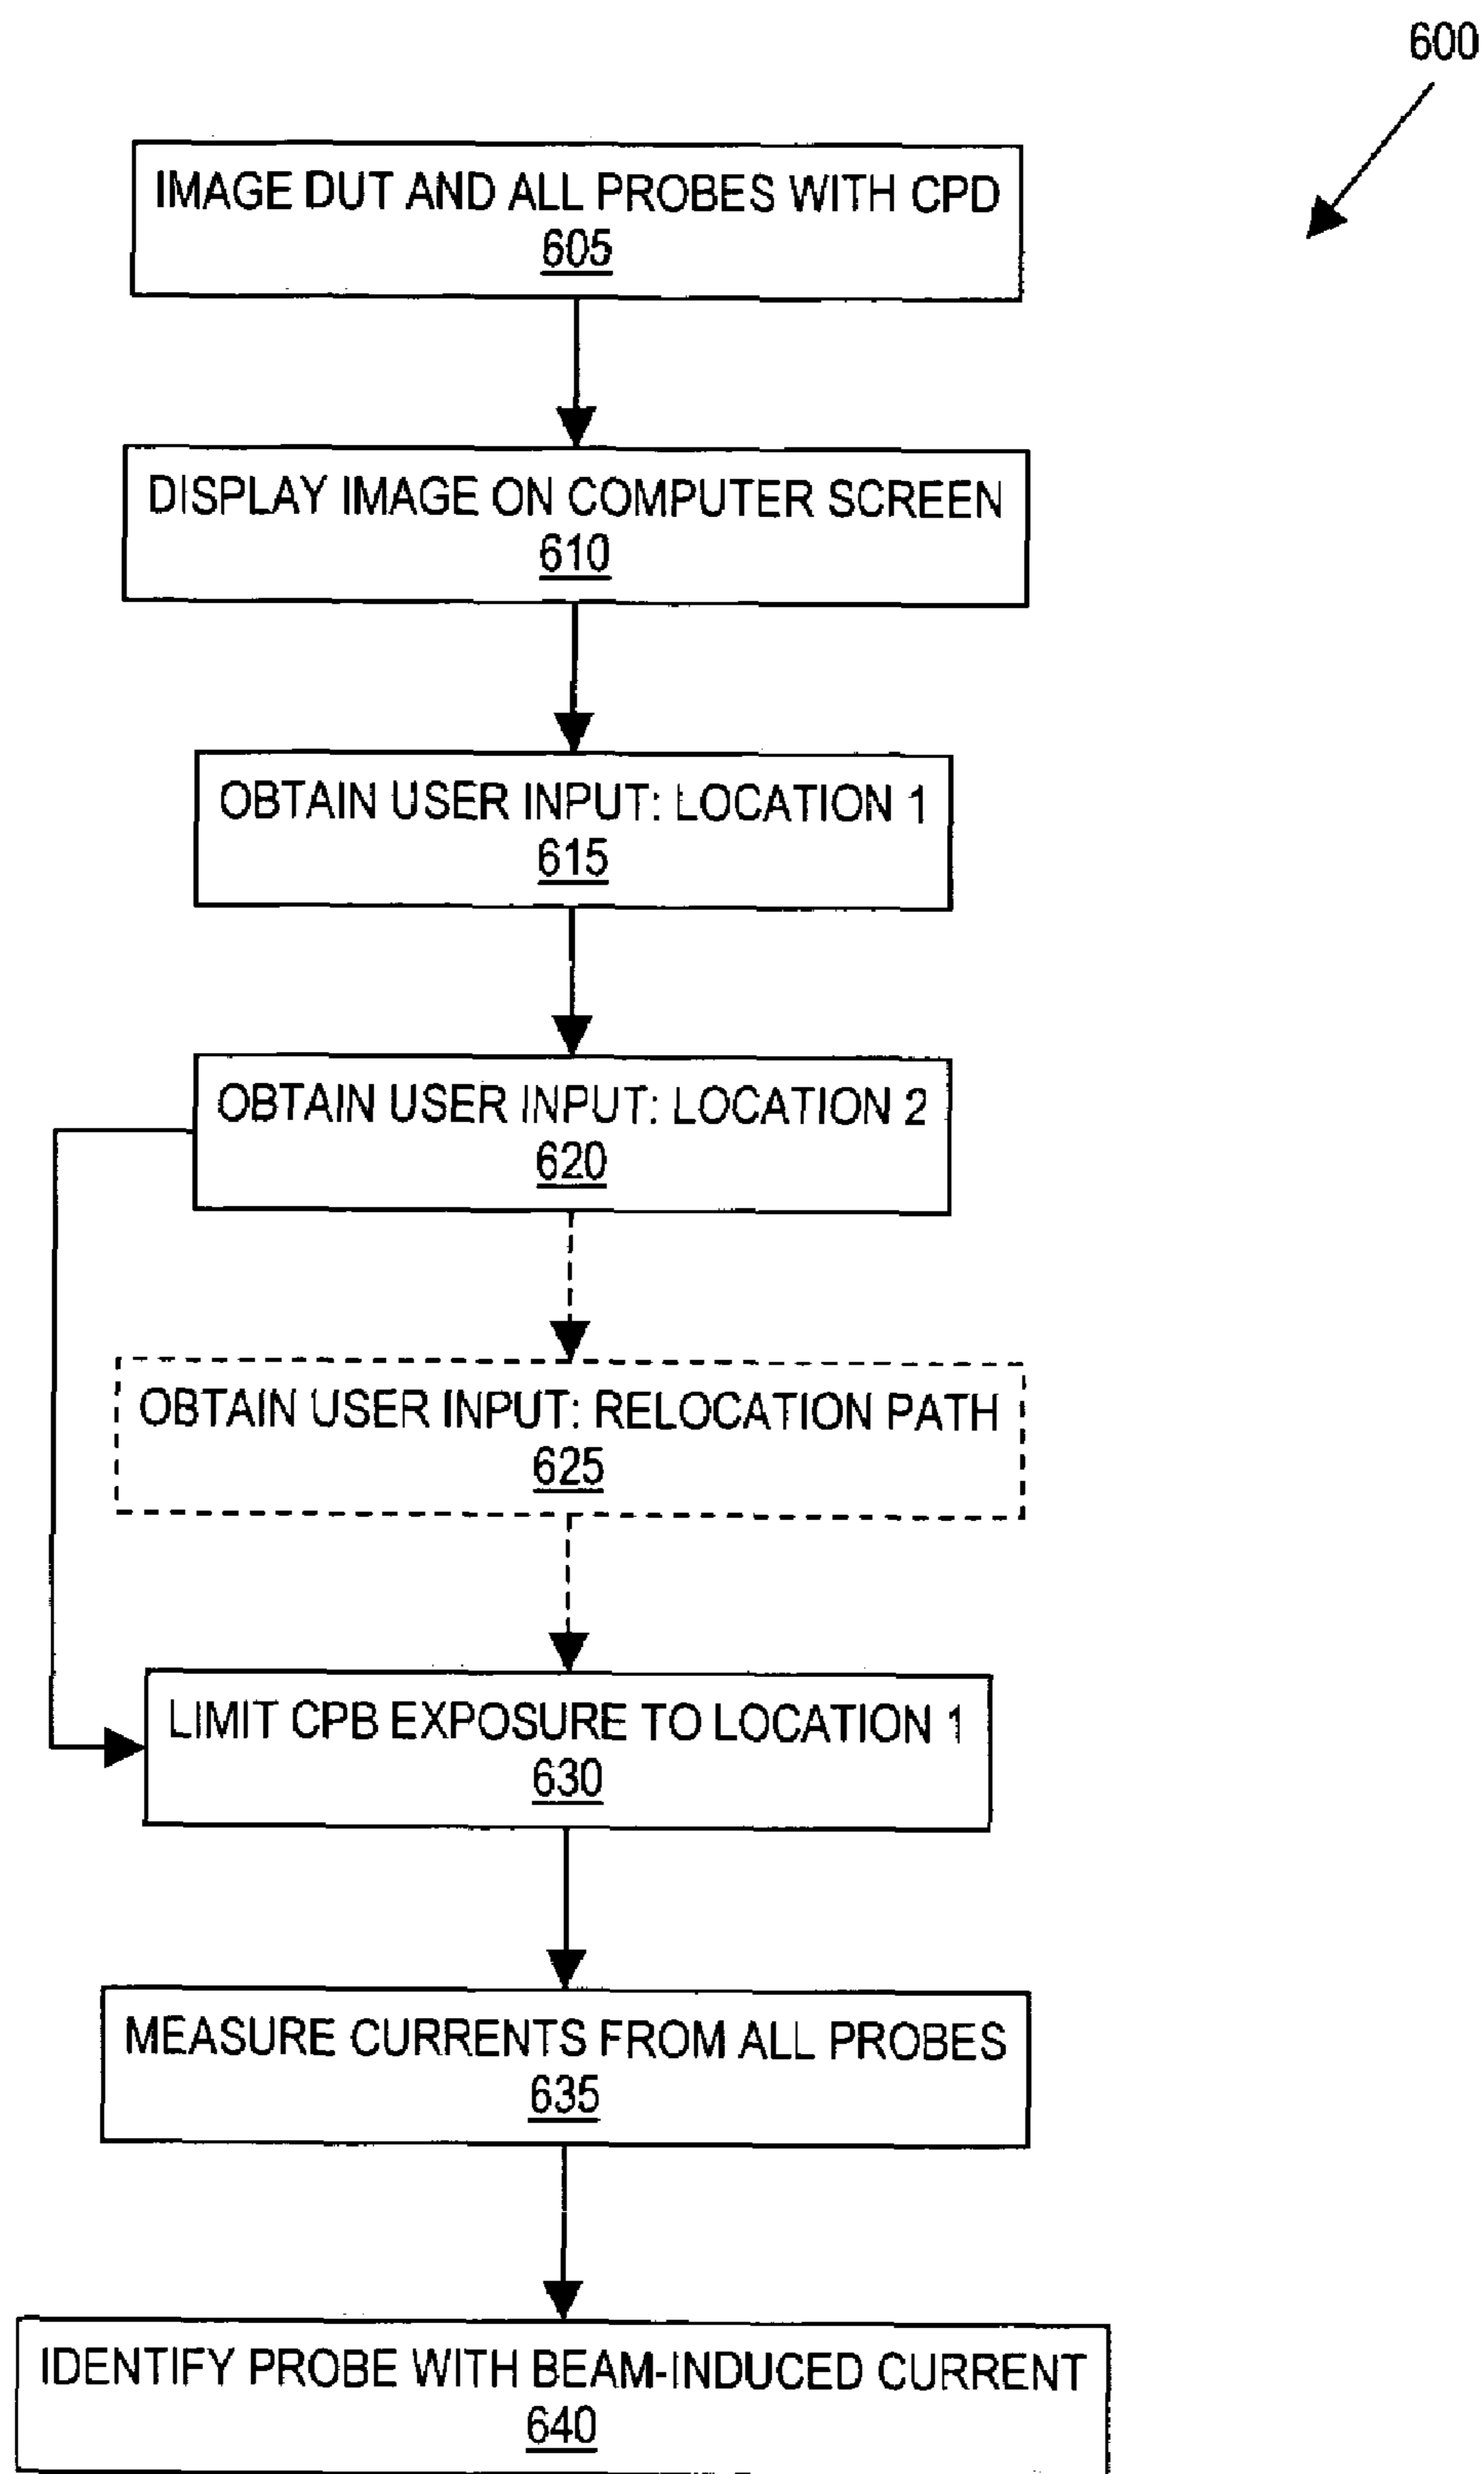 600
IMAGE DUT AND ALL PROBES WITH CPD
605
DISPLAY IMAGE ON COMPUTER SCREEN
610
OBTAIN USER INPUT: LOCATION 1
615
OBTAIN USER INPUT: LOCATION 2
620
OBTAIN USER INPUT: RELOCATION PATH
625
LIMIT CPB EXPOSURE TO LOCATION 1
630
MEASURE CURRENTS FROM ALL PROBES
635
IDENTIFY PROBE WITH BEAM-INDUCED CURRENT
640